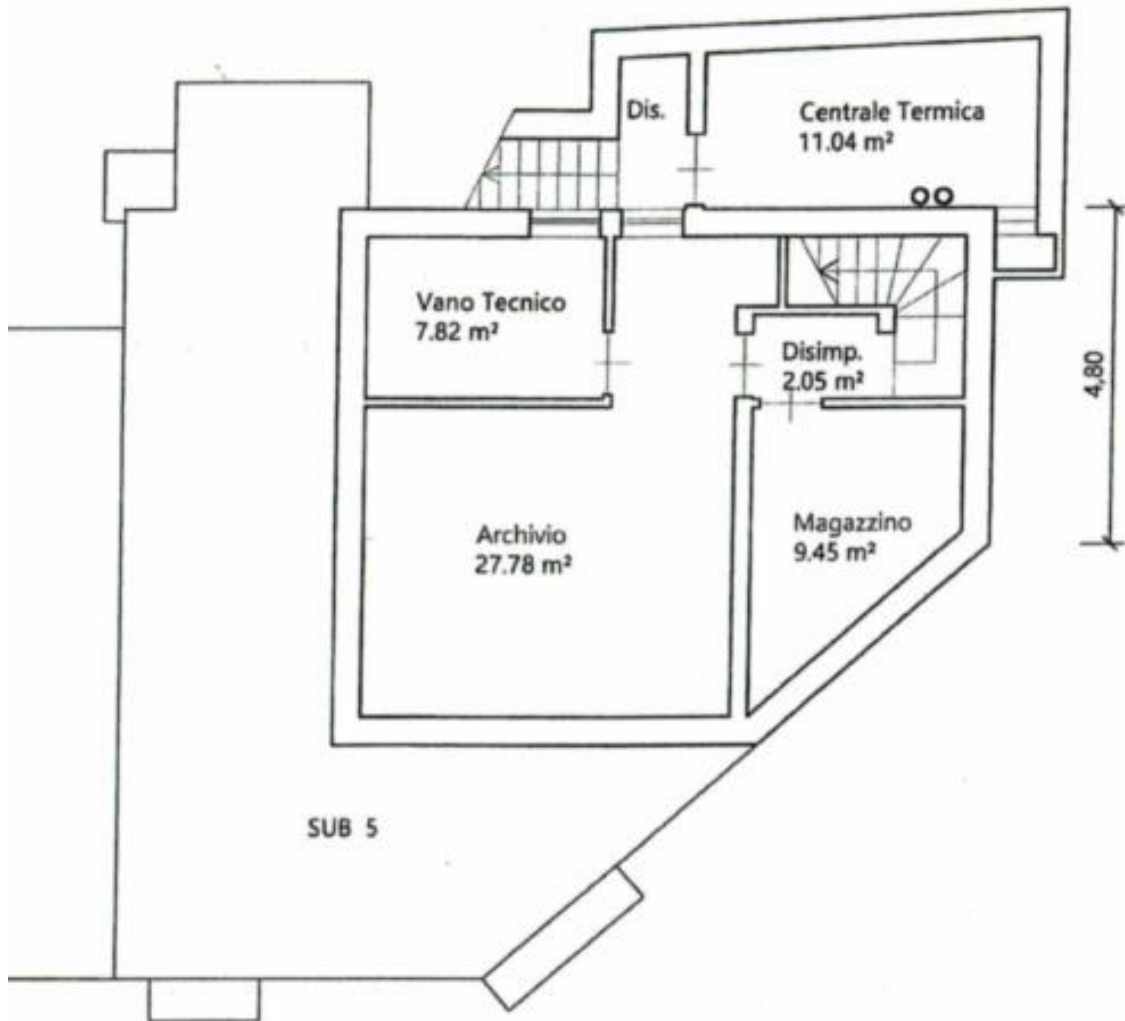 Dis.
Centrale Termica
11.04 m²
Vano Tecnico
7.82 m²
Disimp.
2.05 m²
4,80
Archivio
27.78 m²
Magazzino
9.45 m²
SUB 5